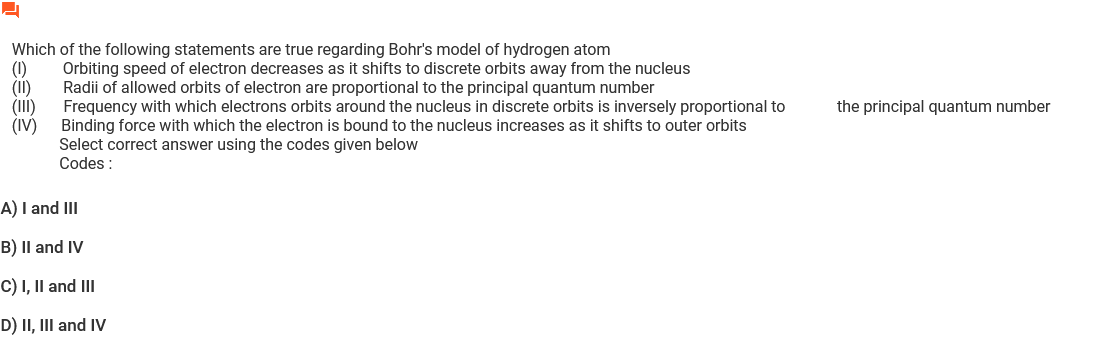 Which of the following statements are true regarding Bohr's model of hydrogen atom
(I) Orbiting speed of electron decreases as it shifts to discrete orbits away from the nucleus
(II) Radii of allowed orbits of electron are proportional to the principal quantum number
(III) Frequency with which electrons orbits around the nucleus in discrete orbits is inversely proportional to the principal quantum number
(IV) Binding force with which the electron is bound to the nucleus increases as it shifts to outer orbits
Select correct answer using the codes given below
Codes :
A) I and III
B) II and IV
C) I, II and III
D) II, III and IV